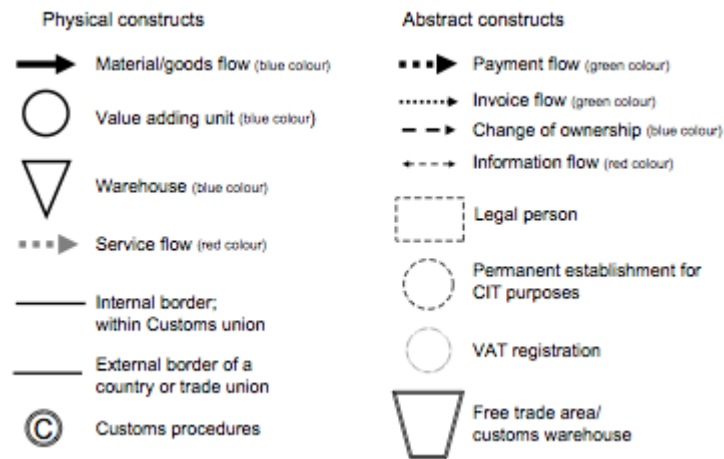 Physical constructs
Material/goods flow (blue colour)
Value adding unit (blue colour)
Warehouse (blue colour)
Service flow (red colour)
Internal border;
within Customs union
External border of a
country or trade union
C Customs procedures
Abstract constructs
Payment flow (green colour)
Invoice flow (green colour)
Change of ownership (blue colour)
Information flow (red colour)
Legal person
Permanent establishment for
CIT purposes
VAT registration
Free trade area/
customs warehouse